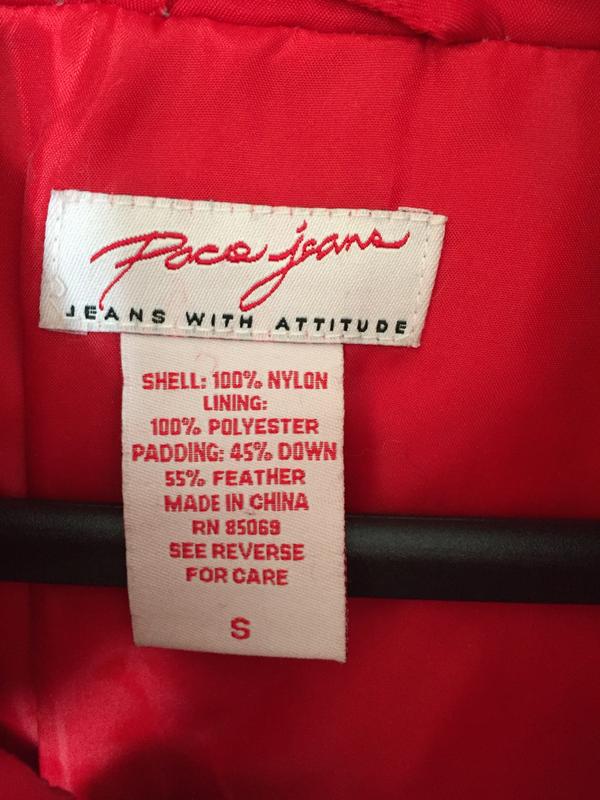 Paco jeans
JEANS WITH ATTITUDE
SHELL: 100% NYLON
LINING:
100% POLYESTER
PADDING: 45% DOWN
55% FEATHER
MADE IN CHINA
RN 85069
SEE REVERSE
FOR CARE
S